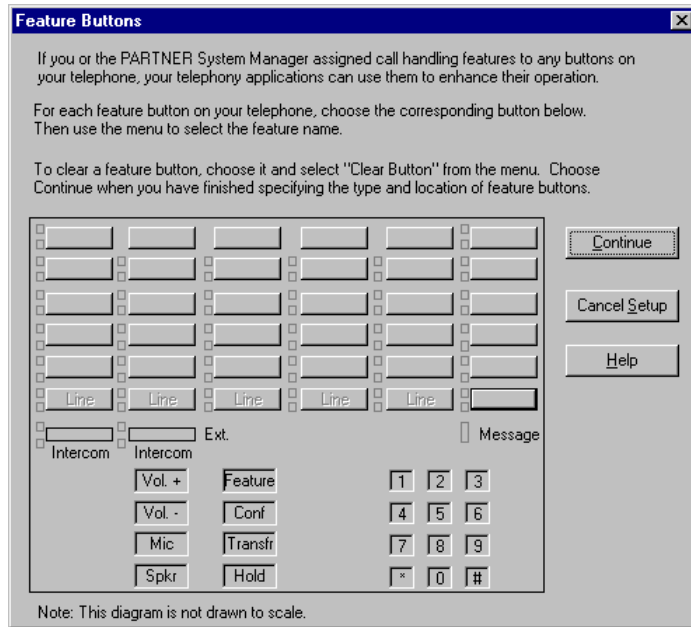 Feature Buttons
If you or the PARTNER System Manager assigned call handling features to any buttons on
your telephone, your telephony applications can use them to enhance their operation.
For each feature button on your telephone, choose the corresponding button below.
Then use the menu to select the feature name.
To clear a feature button, choose it and select "Clear Button" from the menu.  Choose
Continue when you have finished specifying the type and location of feature buttons.
Continue
Cancel Setup
Help
Line Line Line Line Line
Ext. Message
Intercom Intercom
Vol. + Feature 1 2 3
Vol. - Conf 4 5 6
Mic Transfr 7 8 9
Spkr Hold * 0 #
Note: This diagram is not drawn to scale.